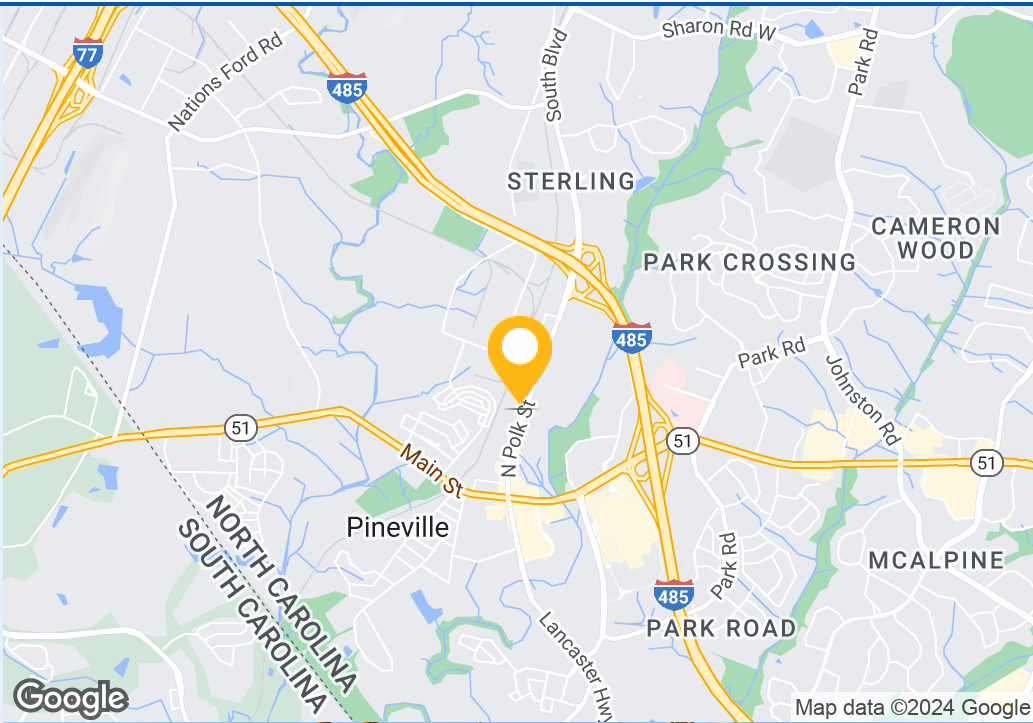 Sharon Rd W
77
Nations Ford Rd
485
South Blvd
Park Rd
STERLING
CAMERON
WOOD
PARK CROSSING
485
Park Rd
Johnston Rd
51
N Polk St
51
Main St
51
Pineville
NORTH CAROLINA
SOUTH CAROLINA
Park Rd
MCALPINE
485
PARK ROAD
Lancaster Hwy
Google
Map data ©2024 Google